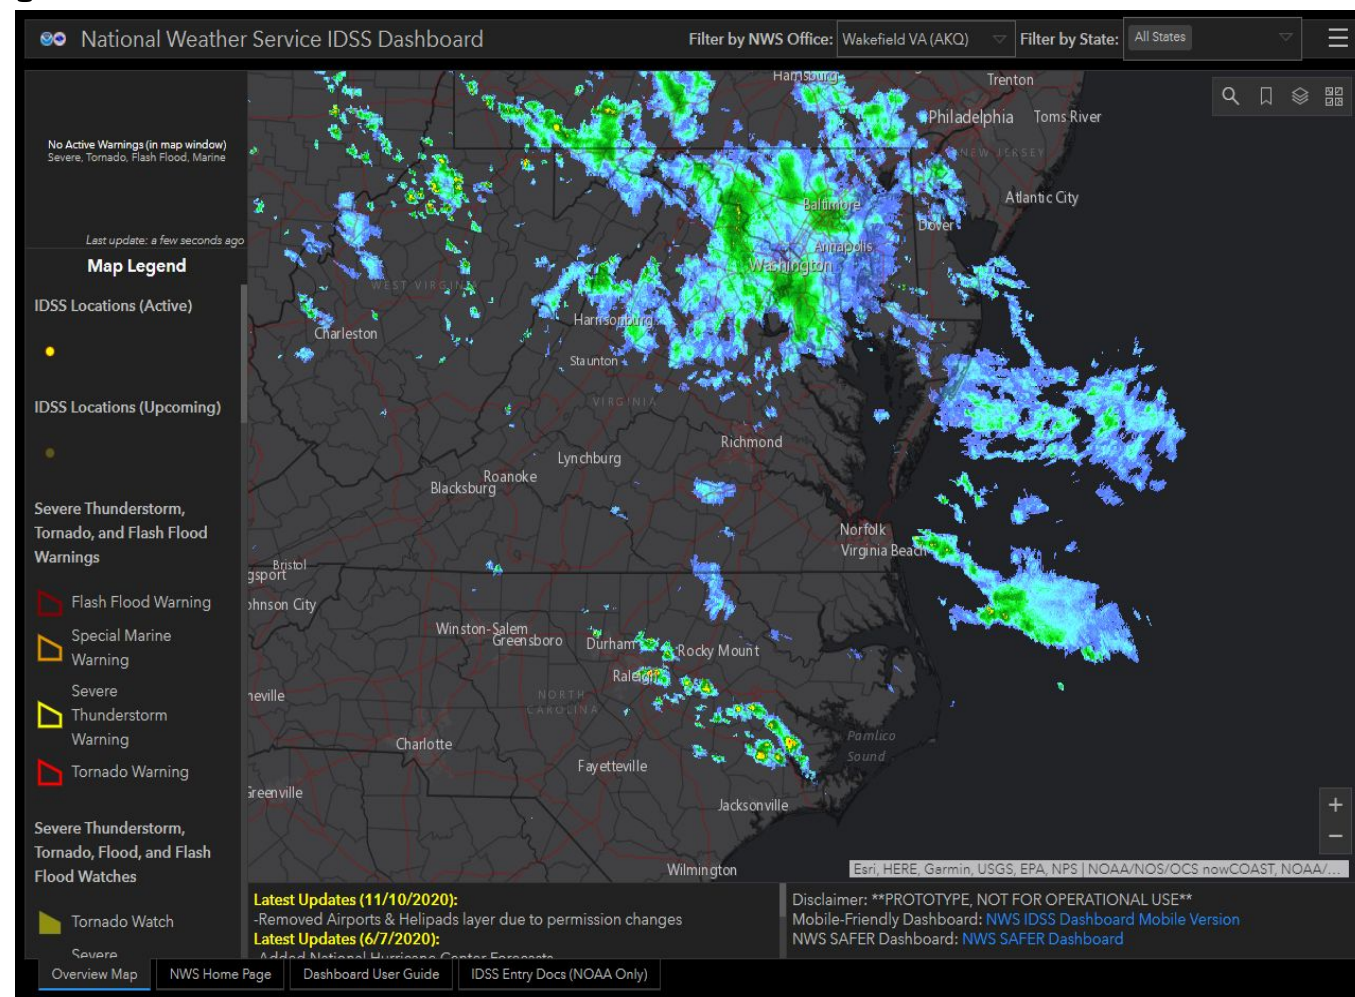 National Weather Service IDSS Dashboard
Filter by NWS Office: Wakefield VA (AKQ)
Filter by State: All States
No Active Warnings (in map window)
Severe, Tornado, Flash Flood, Marine
Last update: a few seconds ago
Map Legend
IDSS Locations (Active)
IDSS Locations (Upcoming)
Severe Thunderstorm,
Tornado, and Flash Flood
Warnings
Flash Flood Warning
Special Marine
Warning
Severe
Thunderstorm
Warning
Tornado Warning
Severe Thunderstorm,
Tornado, Flood, and Flash
Flood Watches
Tornado Watch
Severe
Harrisburg
Trenton
Philadelphia
Toms River
NEW JERSEY
Atlantic City
Baltimore
Dover
Annapolis
Washington
WEST VIRGINIA
Charleston
Harrisonburg
Staunton
VIRGINIA
Richmond
Lynchburg
Roanoke
Blacksburg
Norfolk
Virginia Beach
Bristol
gsport
ohnson City
Winston-Salem
Greensboro
Durham
Rocky Mount
Raleigh
NORTH
CAROLINA
neville
Charlotte
Pamlico
Sound
Fayetteville
Greenville
Jacksonville
Wilmington
+
−
Esri, HERE, Garmin, USGS, EPA, NPS | NOAA/NOS/OCS nowCOAST, NOAA/...
Latest Updates (11/10/2020):
-Removed Airports & Helipads layer due to permission changes
Latest Updates (6/7/2020):
-Added National Hurricane Center Forecasts
Disclaimer: **PROTOTYPE, NOT FOR OPERATIONAL USE**
Mobile-Friendly Dashboard: NWS IDSS Dashboard Mobile Version
NWS SAFER Dashboard: NWS SAFER Dashboard
Overview Map
NWS Home Page
Dashboard User Guide
IDSS Entry Docs (NOAA Only)